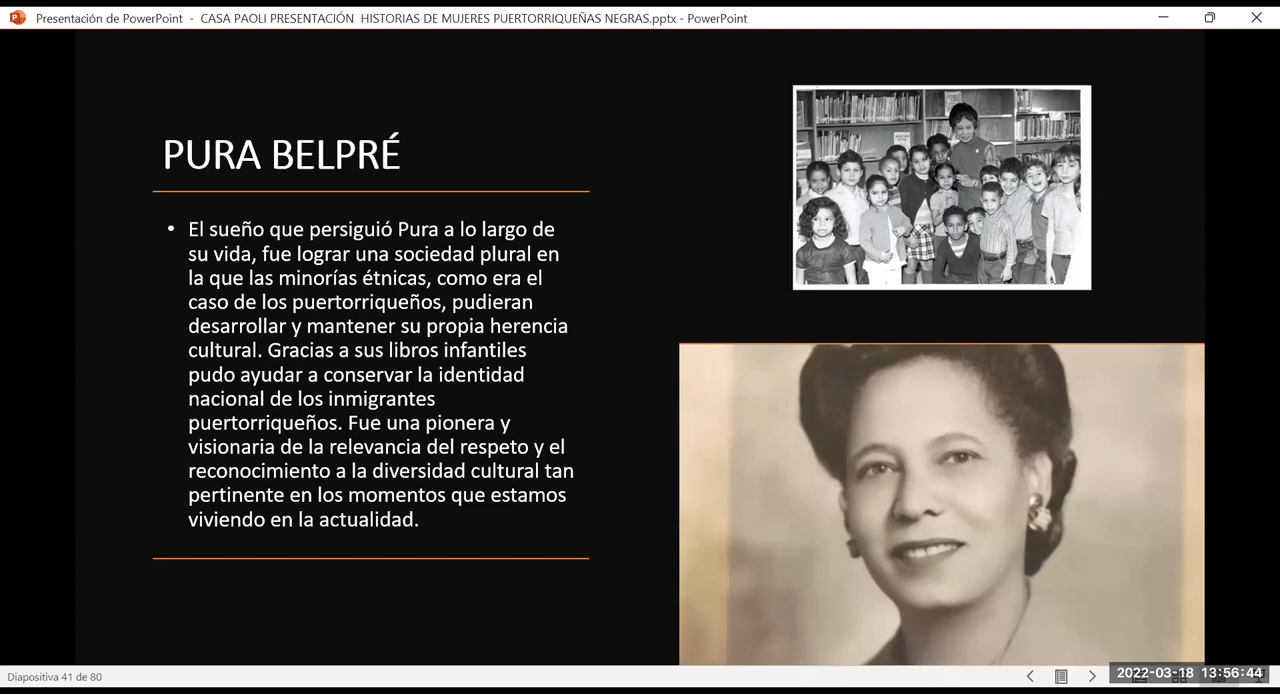 Presentación de PowerPoint - CASA PAOLI PRESENTACIÓN HISTORIAS DE MUJERES PUERTORRIQUEÑAS NEGRAS.pptx - PowerPoint
PURA BELPRÉ
• El sueño que persiguió Pura a lo largo de
su vida, fue lograr una sociedad plural en
la que las minorías étnicas, como era el
caso de los puertorriqueños, pudieran
desarrollar y mantener su propia herencia
cultural. Gracias a sus libros infantiles
pudo ayudar a conservar la identidad
nacional de los inmigrantes
puertorriqueños. Fue una pionera y
visionaria de la relevancia del respeto y el
reconocimiento a la diversidad cultural tan
pertinente en los momentos que estamos
viviendo en la actualidad.
Diapositiva 41 de 80
2022-03-18 13:56:44